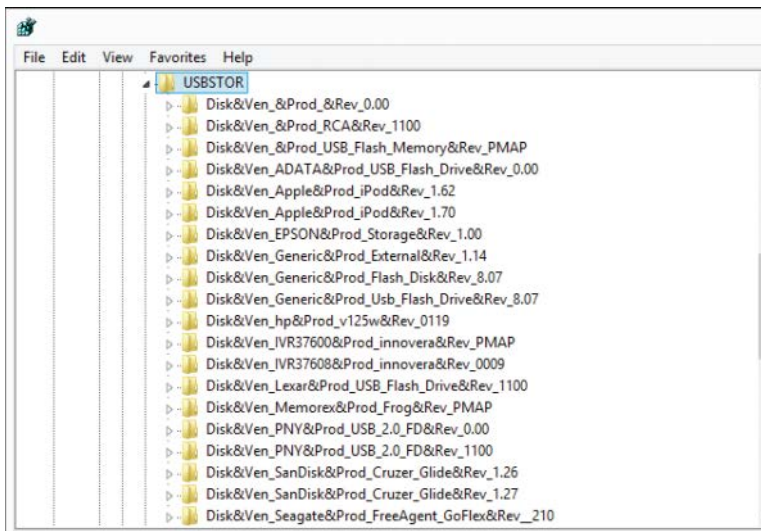 File Edit View Favorites Help
USBSTOR
Disk&Ven_&Prod_&Rev_0.00
Disk&Ven_&Prod_RCA&Rev_1100
Disk&Ven_&Prod_USB_Flash_Memory&Rev_PMAP
Disk&Ven_ADATA&Prod_USB_Flash_Drive&Rev_0.00
Disk&Ven_Apple&Prod_iPod&Rev_1.62
Disk&Ven_Apple&Prod_iPod&Rev_1.70
Disk&Ven_EPSON&Prod_Storage&Rev_1.00
Disk&Ven_Generic&Prod_External&Rev_1.14
Disk&Ven_Generic&Prod_Flash_Disk&Rev_8.07
Disk&Ven_Generic&Prod_Usb_Flash_Drive&Rev_8.07
Disk&Ven_hp&Prod_v125w&Rev_0119
Disk&Ven_IVR37600&Prod_innovera&Rev_PMAP
Disk&Ven_IVR37608&Prod_innovera&Rev_0009
Disk&Ven_Lexar&Prod_USB_Flash_Drive&Rev_1100
Disk&Ven_Memorex&Prod_Frog&Rev_PMAP
Disk&Ven_PNY&Prod_USB_2.0_FD&Rev_0.00
Disk&Ven_PNY&Prod_USB_2.0_FD&Rev_1100
Disk&Ven_SanDisk&Prod_Cruzer_Glide&Rev_1.26
Disk&Ven_SanDisk&Prod_Cruzer_Glide&Rev_1.27
Disk&Ven_Seagate&Prod_FreeAgent_GoFlex&Rev__210